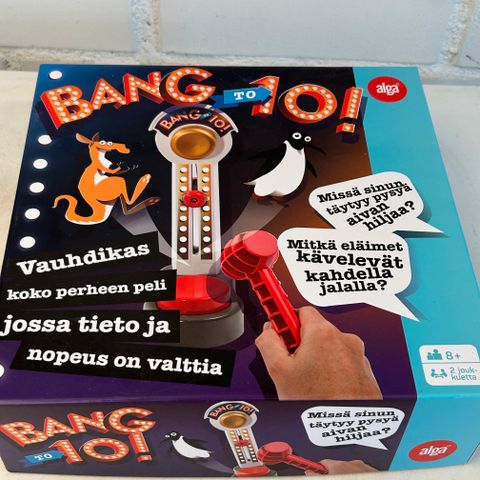 BANG TO 10!
alga
BANG TO 10!
Missä sinun
täytyy pysyä
aivan
hiljaa?
Mitkä eläimet
kävelevät
kahdella
jalalla?
Vauhdikas
koko perheen peli
jossa tieto ja
nopeus on valttia
8+
2 jouk-
kuetta
BANG
TO 10!
BANG TO 10!
Missä sinun
täytyy pysyä
aivan
hiljaa?
alga